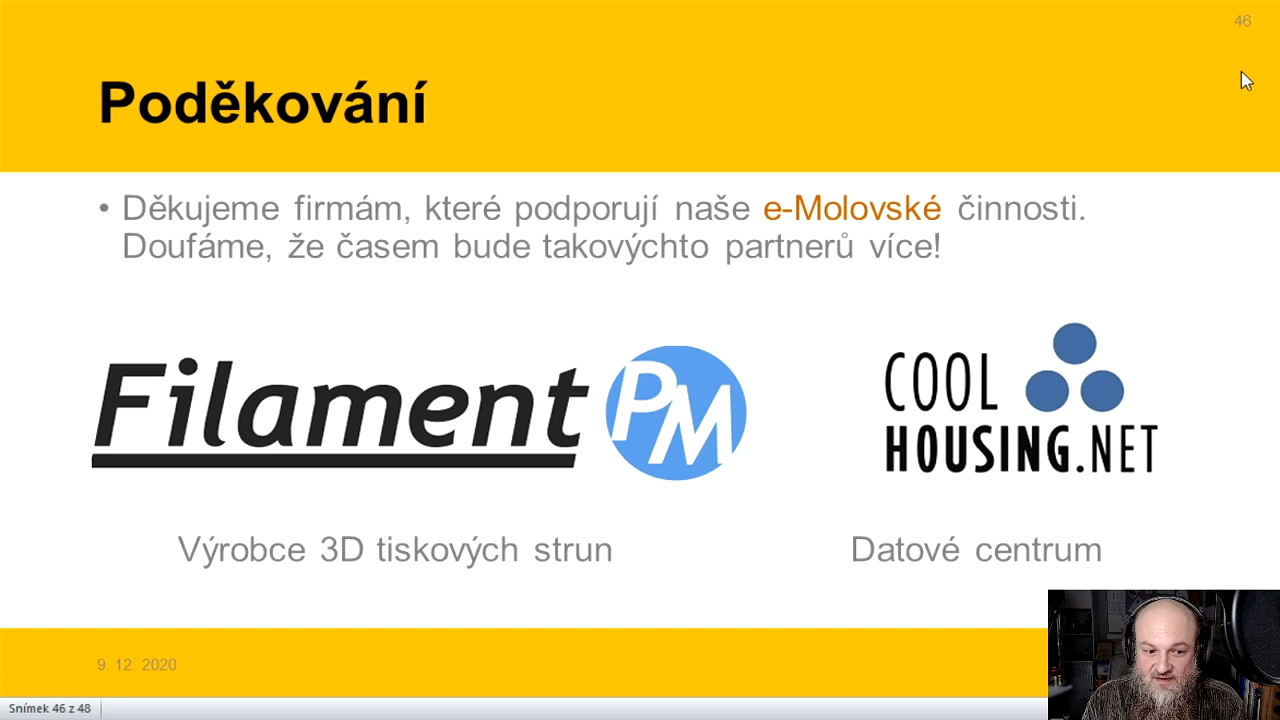 46
Poděkování
• Děkujeme firmám, které podporují naše e-Molovské činnosti.
Doufáme, že časem bude takovýchto partnerů více!
Filament PM
COOL
HOUSING.NET
Výrobce 3D tiskových strun
Datové centrum
9. 12. 2020
Snímek 46 z 48